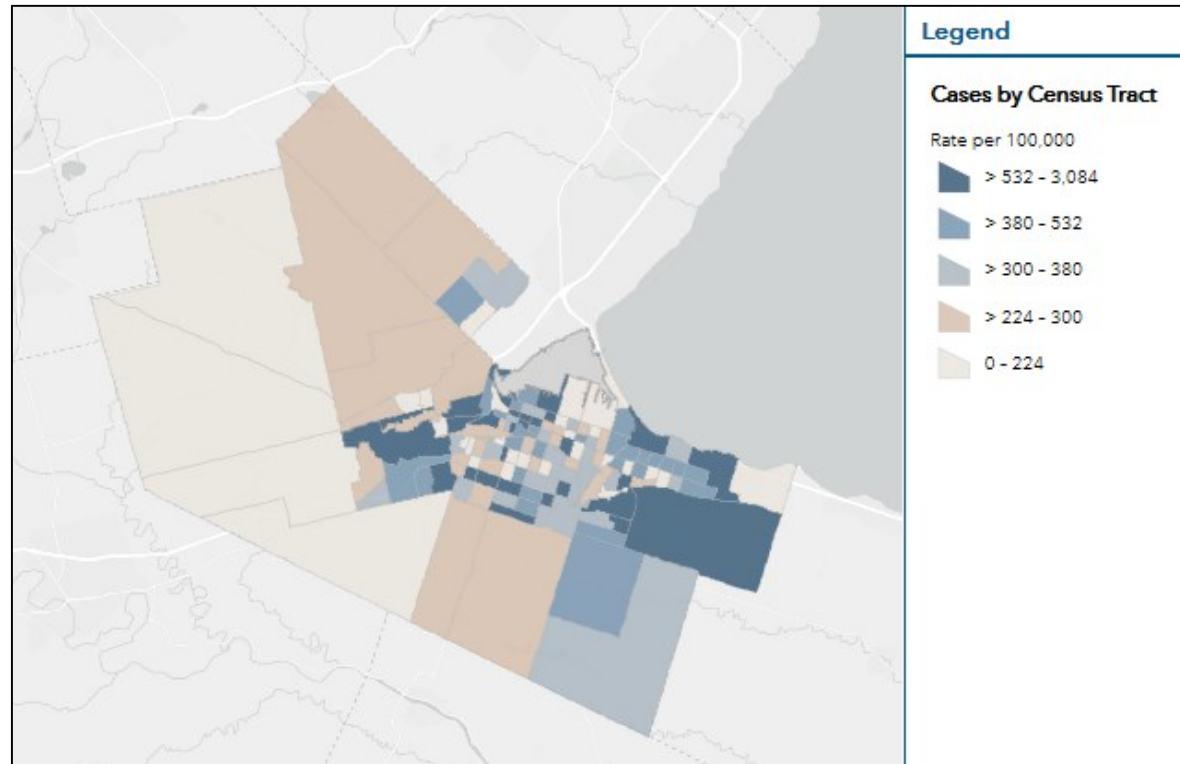 Legend
Cases by Census Tract
Rate per 100,000
> 532 - 3,084
> 380 - 532
> 300 - 380
> 224 - 300
0 - 224